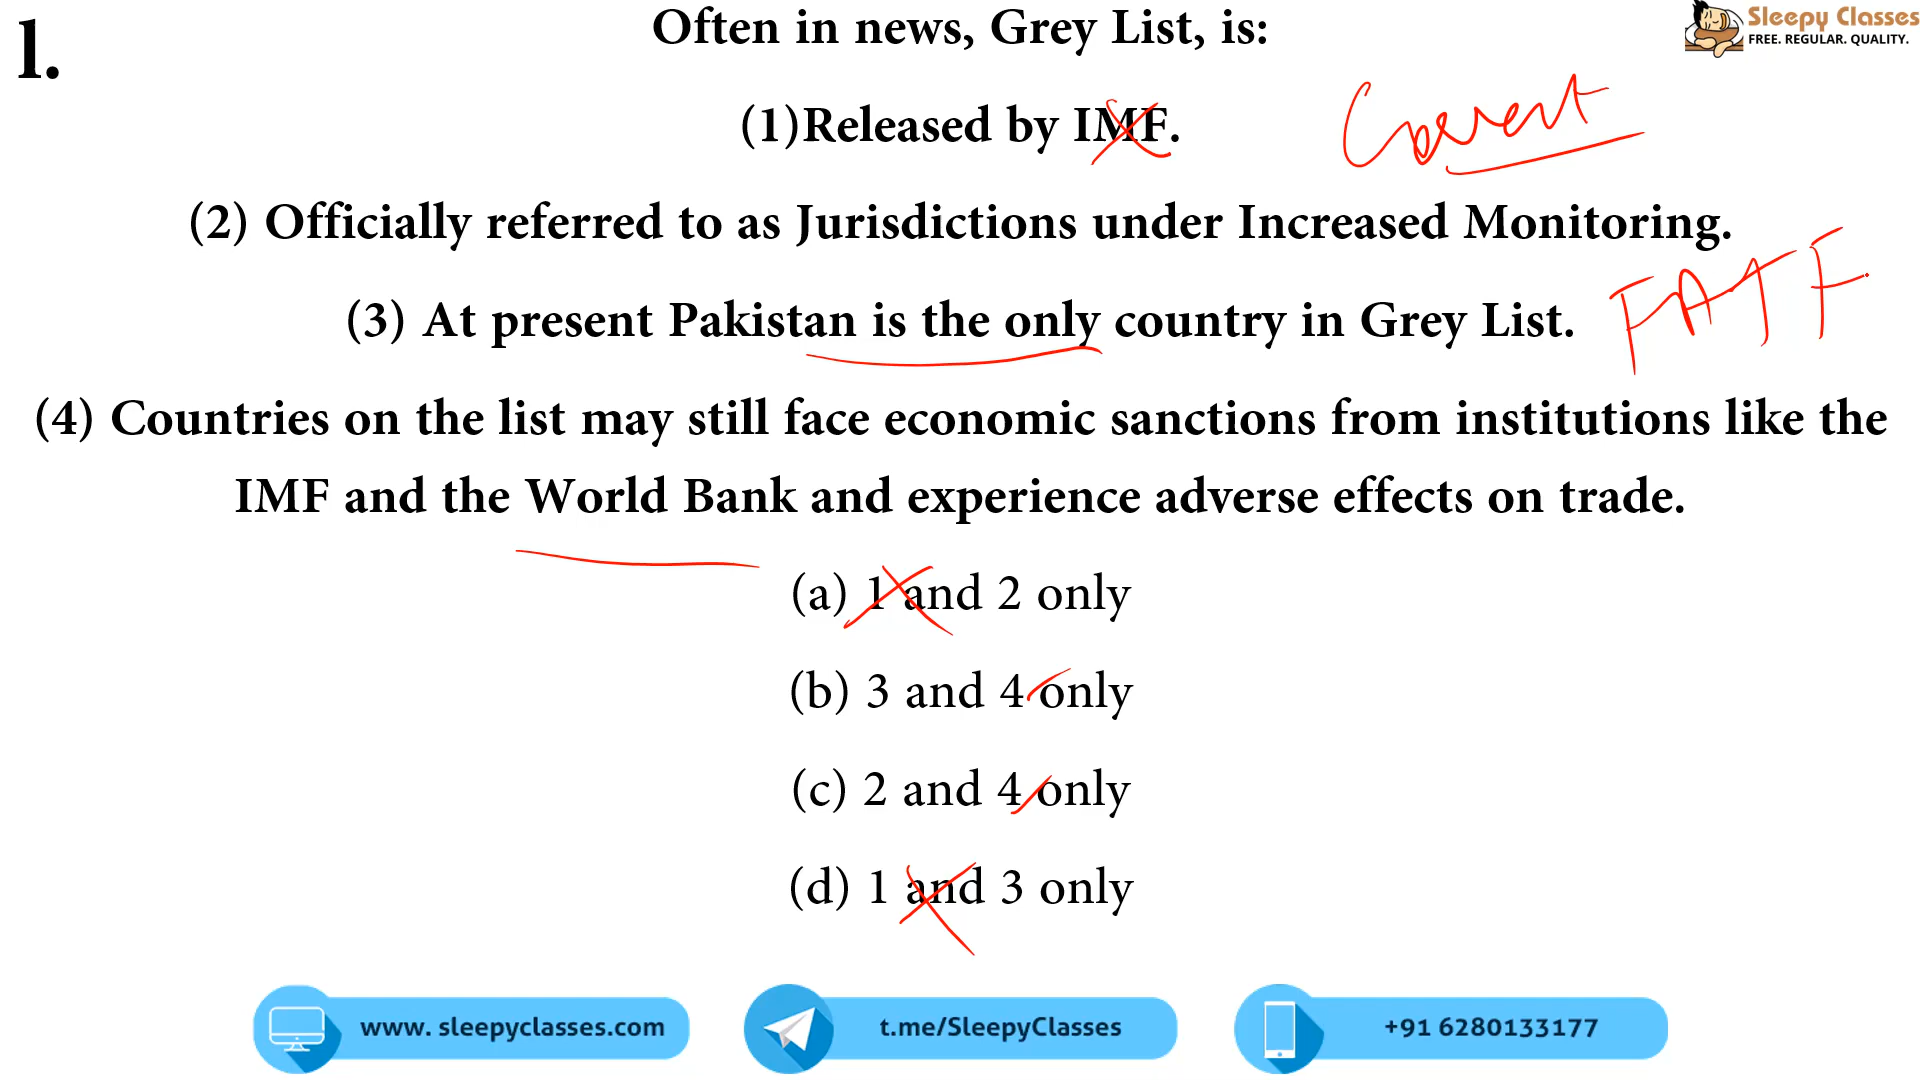 1.
Often in news, Grey List, is:
Sleepy Classes
FREE. REGULAR. QUALITY.
(1)Released by IMF.
(2) Officially referred to as Jurisdictions under Increased Monitoring.
(3) At present Pakistan is the only country in Grey List.
FATF
(4) Countries on the list may still face economic sanctions from institutions like the
IMF and the World Bank and experience adverse effects on trade.
(a) 1 and 2 only
(b) 3 and 4 only
(c) 2 and 4 only
(d) 1 and 3 only
www. sleepyclasses.com
t.me/SleepyClasses
+91 6280133177